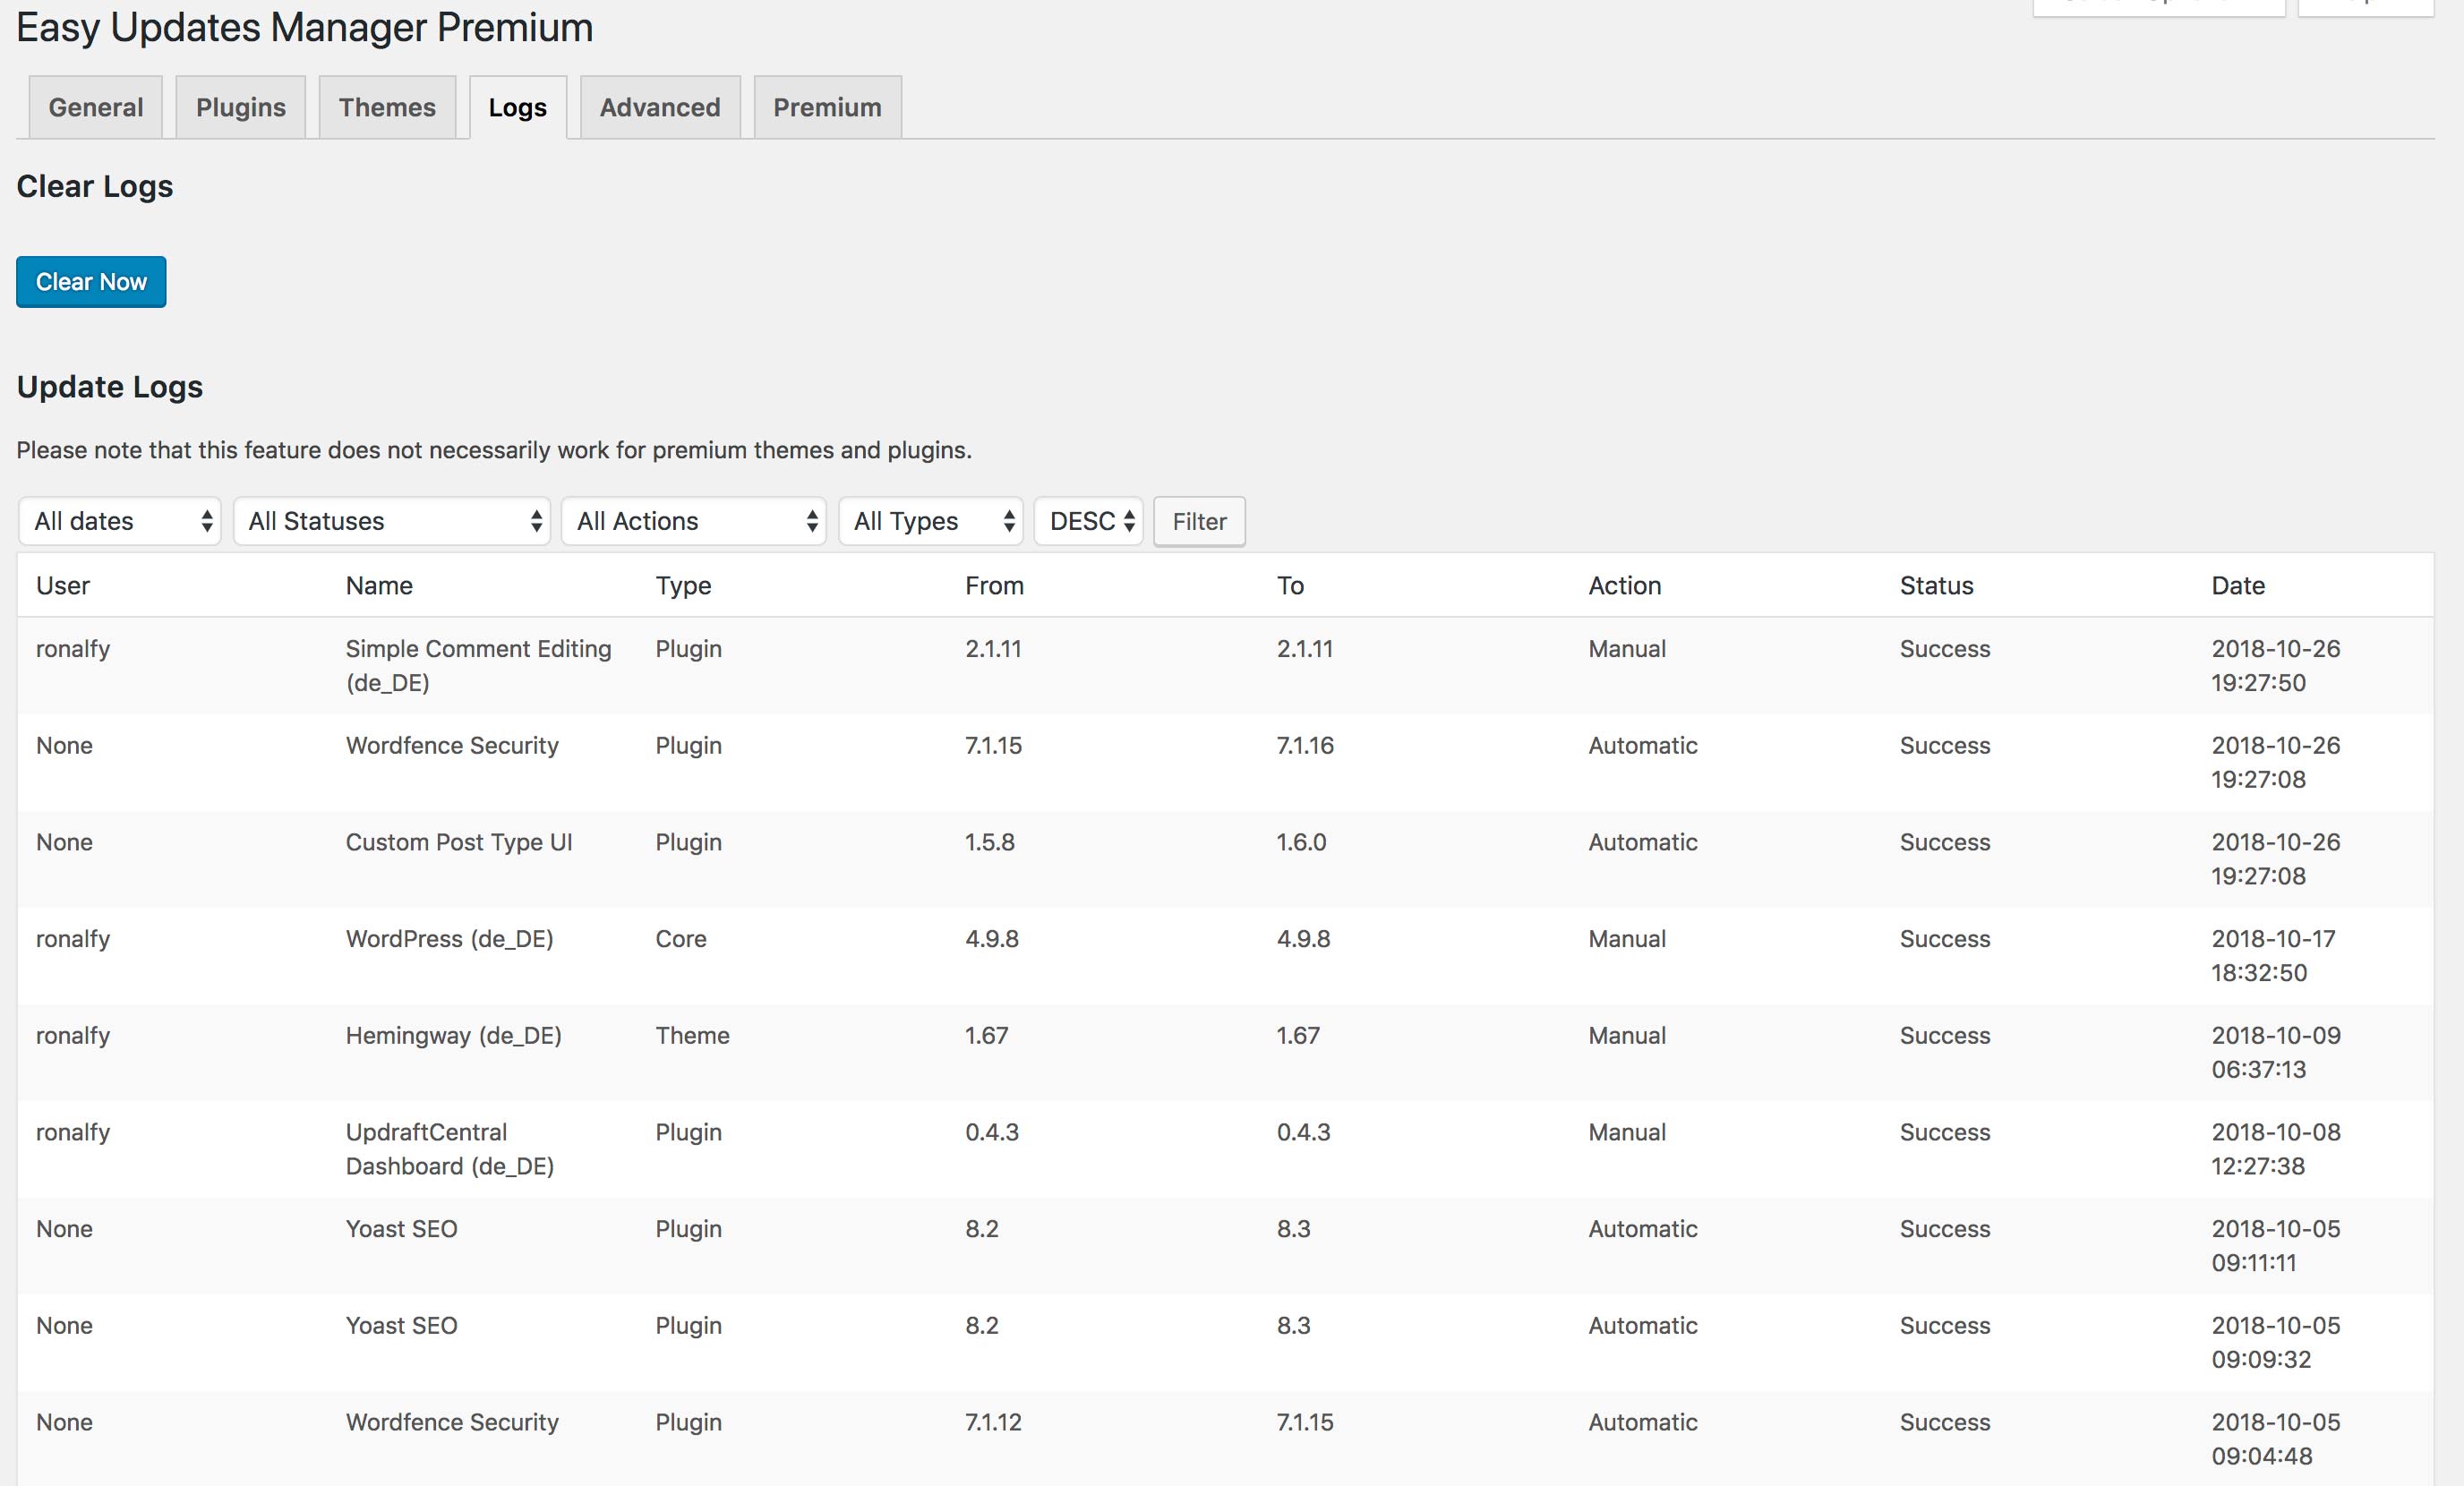 Easy Updates Manager Premium
General Plugins Themes Logs Advanced Premium
Clear Logs
Clear Now
Update Logs
Please note that this feature does not necessarily work for premium themes and plugins.
All dates All Statuses All Actions All Types DESC Filter
User Name Type From To Action Status Date
ronalfy Simple Comment Editing Plugin 2.1.11 2.1.11 Manual Success 2018-10-26
(de_DE) 19:27:50
None Wordfence Security Plugin 7.1.15 7.1.16 Automatic Success 2018-10-26
19:27:08
None Custom Post Type UI Plugin 1.5.8 1.6.0 Automatic Success 2018-10-26
19:27:08
ronalfy WordPress (de_DE) Core 4.9.8 4.9.8 Manual Success 2018-10-17
18:32:50
ronalfy Hemingway (de_DE) Theme 1.67 1.67 Manual Success 2018-10-09
06:37:13
ronalfy UpdraftCentral Plugin 0.4.3 0.4.3 Manual Success 2018-10-08
Dashboard (de_DE) 12:27:38
None Yoast SEO Plugin 8.2 8.3 Automatic Success 2018-10-05
09:11:11
None Yoast SEO Plugin 8.2 8.3 Automatic Success 2018-10-05
09:09:32
None Wordfence Security Plugin 7.1.12 7.1.15 Automatic Success 2018-10-05
09:04:48